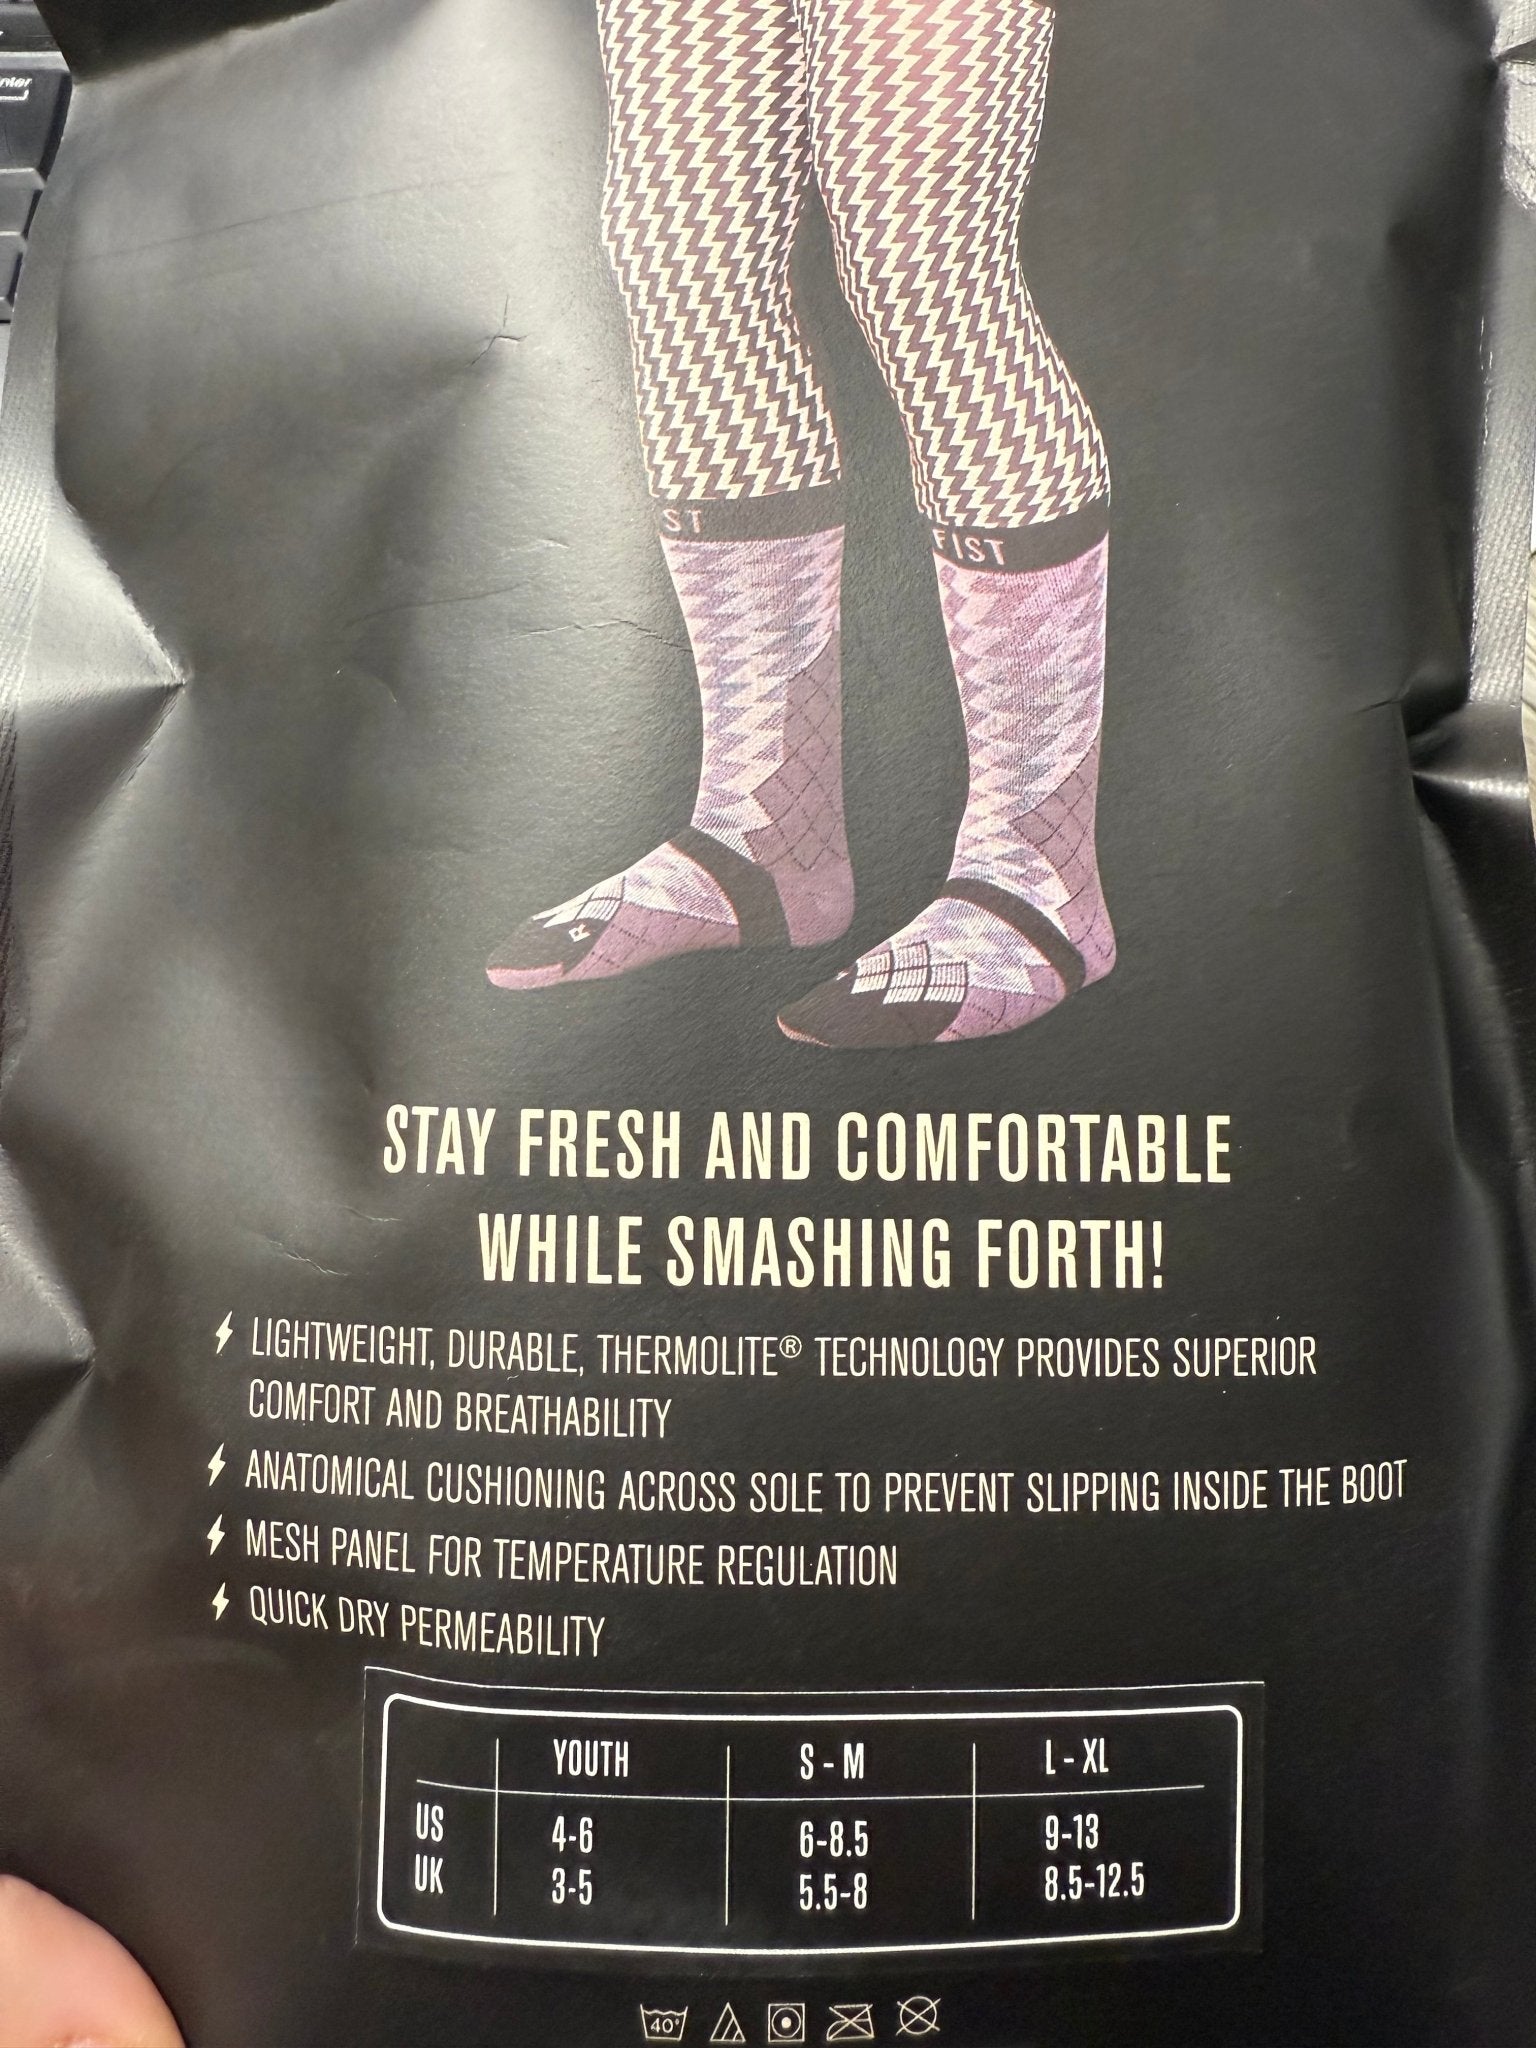 ST
FIST
R
STAY FRESH AND COMFORTABLE
WHILE SMASHING FORTH!
LIGHTWEIGHT, DURABLE, THERMOLITE® TECHNOLOGY PROVIDES SUPERIOR
COMFORT AND BREATHABILITY
ANATOMICAL CUSHIONING ACROSS SOLE TO PREVENT SLIPPING INSIDE THE BOOT
MESH PANEL FOR TEMPERATURE REGULATION
QUICK DRY PERMEABILITY
YOUTH S - M L - XL
US 4-6 6-8.5 9-13
UK 3-5 5.5-8 8.5-12.5
40°